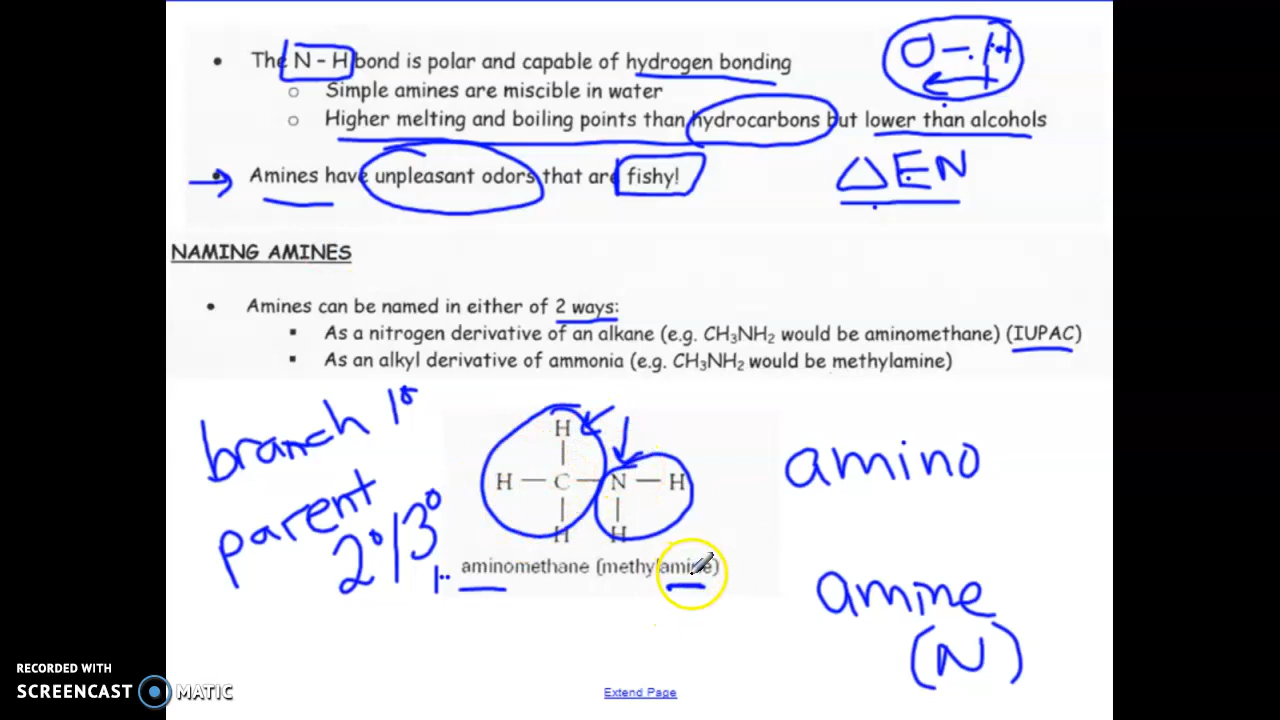 • The N - H bond is polar and capable of hydrogen bonding
O - H
o Simple amines are miscible in water
o Higher melting and boiling points than hydrocarbons but lower than alcohols
• Amines have unpleasant odors that are fishy!
ΔEN
NAMING AMINES
• Amines can be named in either of 2 ways:
▪ As a nitrogen derivative of an alkane (e.g. CH₃NH₂ would be aminomethane) (IUPAC)
▪ As an alkyl derivative of ammonia (e.g. CH₃NH₂ would be methylamine)
branch 1°
H
H - C - N - H
H H
amino
parent
2°/3°
1-
aminomethane (methylamine)
amine
(N)
RECORDED WITH
SCREENCAST MATIC
Extend Page